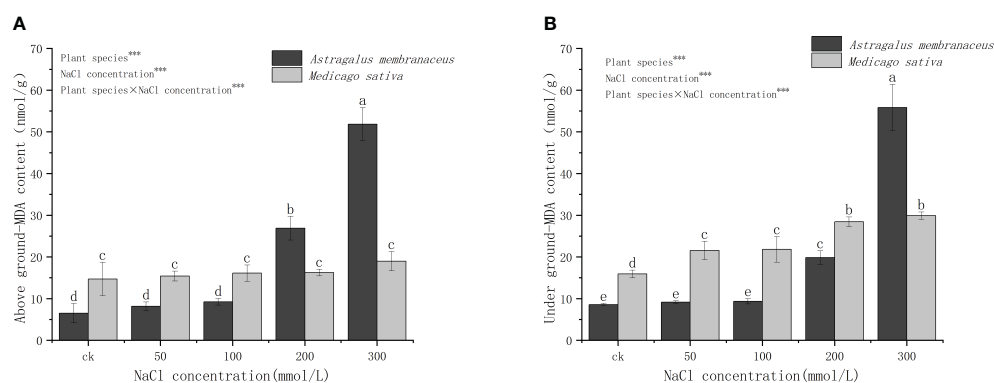 A
Plant species***
NaCl concentration***
Plant species×NaCl concentration***
Astragalus membranaceus
Medicago sativa
Above ground-MDA content (nmol/g)
70
60
50
40
30
20
10
0
d c d c d c b c a c
ck 50 100 200 300
NaCl concentration(mmol/L)
B
Plant species***
NaCl concentration***
Plant species×NaCl concentration***
Astragalus membranaceus
Medicago sativa
Under ground-MDA content (nmol/g)
70
60
50
40
30
20
10
0
e d e c e c c b a b
ck 50 100 200 300
NaCl concentration(mmol/L)